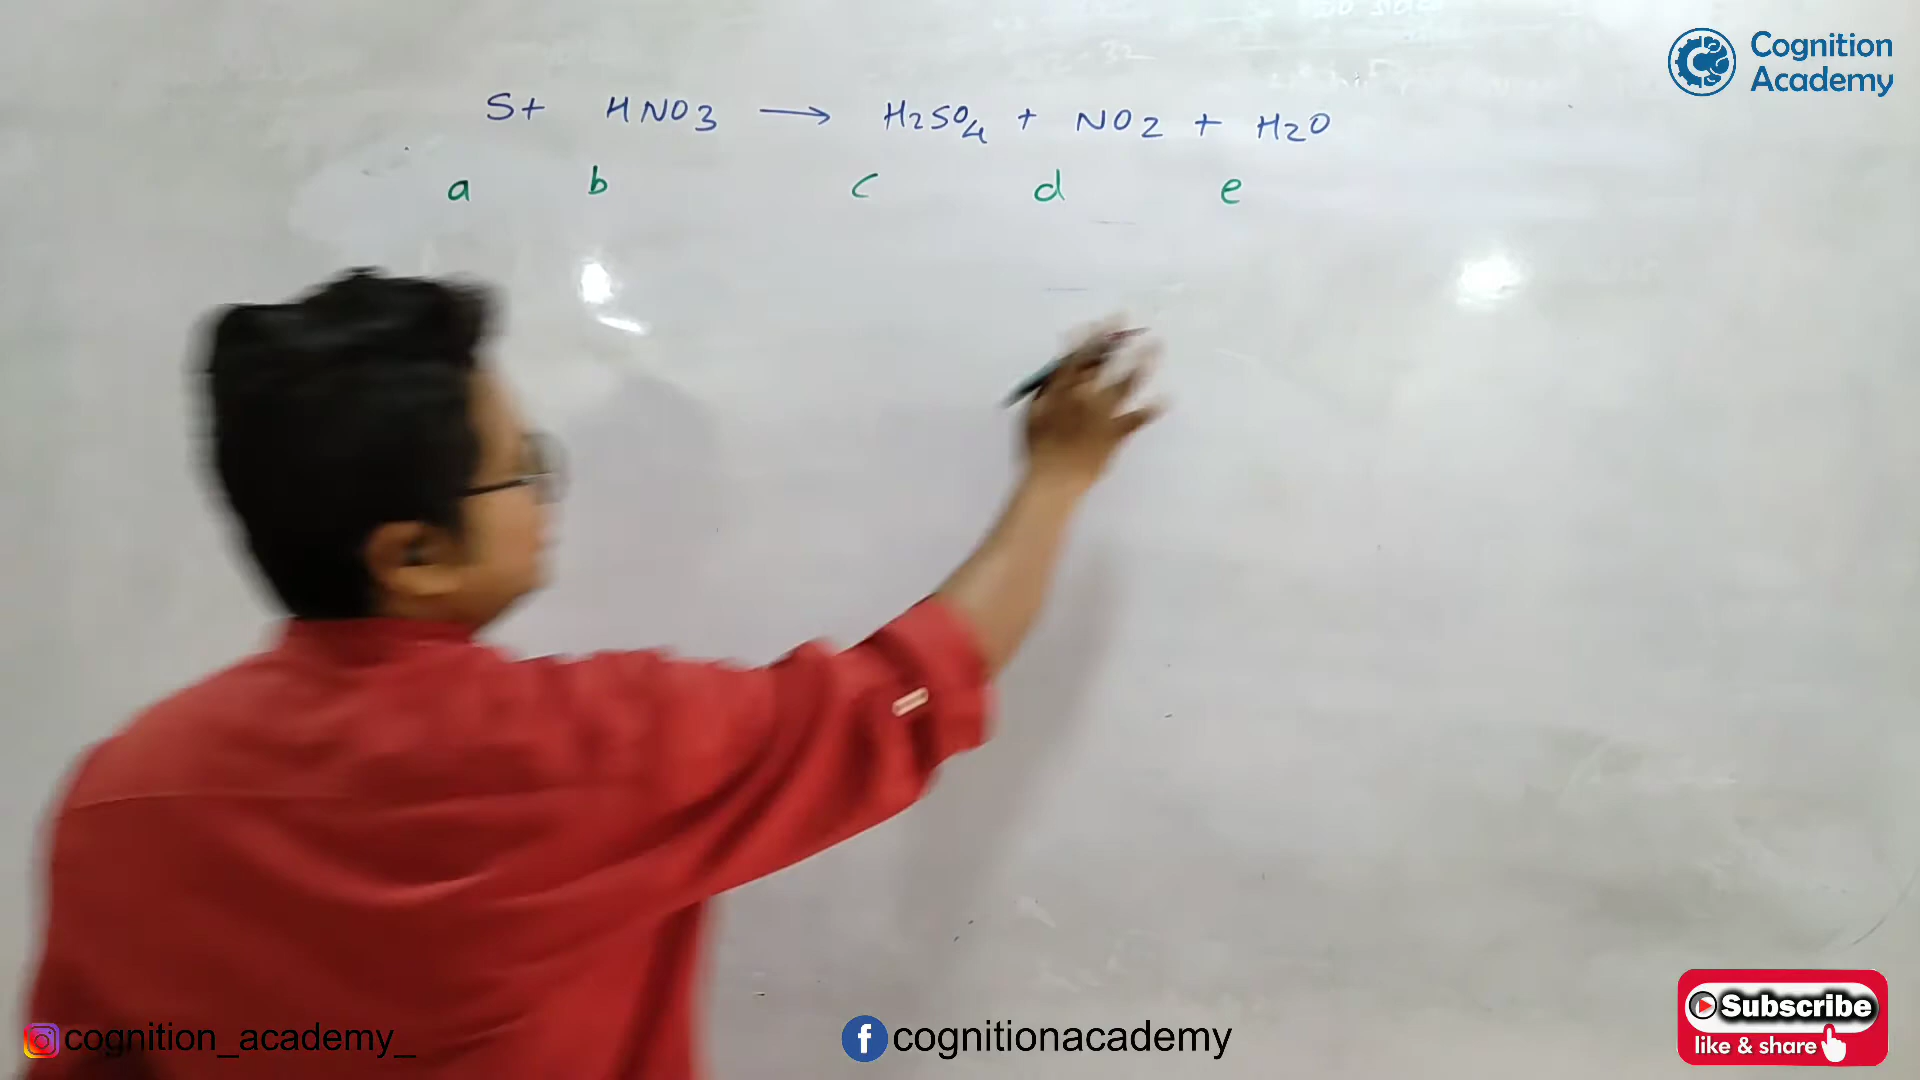 Cognition
Academy
S+ HNO3 → H2SO4 + NO2 + H2O
a b c d e
Subscribe
like & share
cognition_academy_
f cognitionacademy